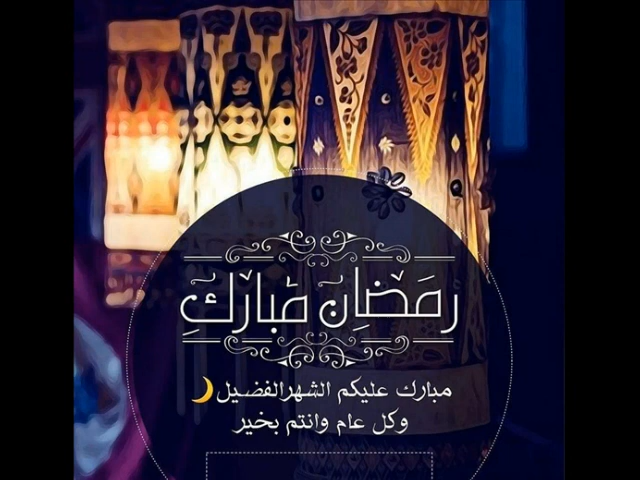 رمضان مبارك
مبارك عليكم الشهرالفضيل🌙
وكل عام وانتم بخير